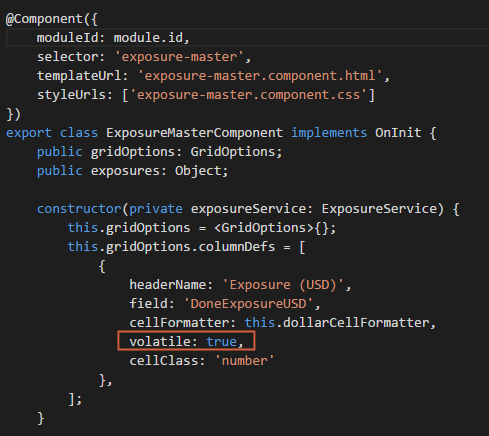 @Component({
    moduleId: module.id,
    selector: 'exposure-master',
    templateUrl: 'exposure-master.component.html',
    styleUrls: ['exposure-master.component.css']
})
export class ExposureMasterComponent implements OnInit {
    public gridOptions: GridOptions;
    public exposures: Object;

    constructor(private exposureService: ExposureService) {
        this.gridOptions = <GridOptions>{};
        this.gridOptions.columnDefs = [
            {
                headerName: 'Exposure (USD)',
                field: 'DoneExposureUSD',
                cellFormatter: this.dollarCellFormatter,
                volatile: true,
                cellClass: 'number'
            },
        ];
    }